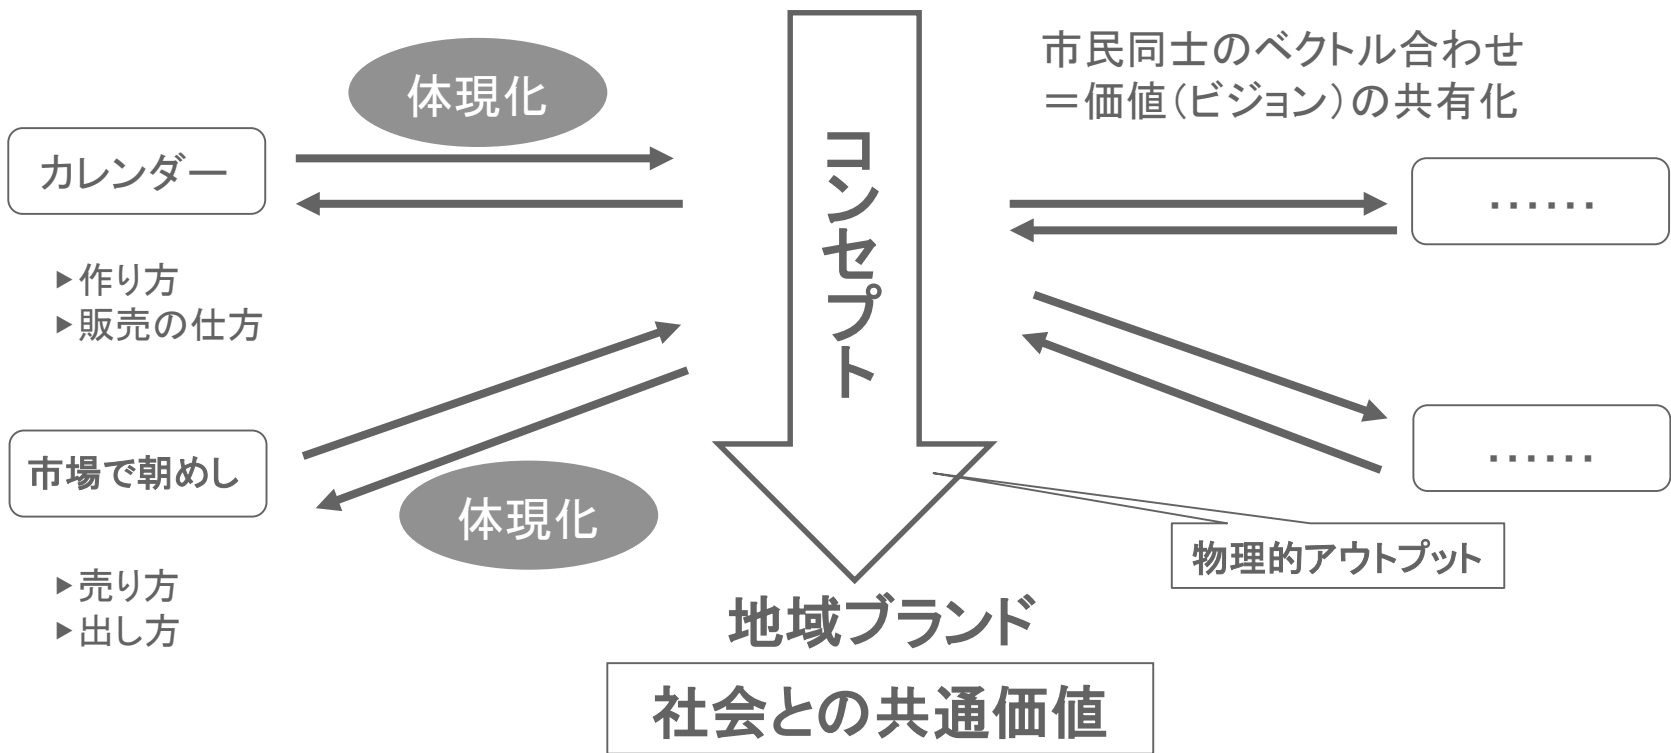 市民同士のベクトル合わせ
＝価値(ビジョン)の共有化
体現化
カレンダー
▶作り方
▶販売の仕方
コンセプト
……
市場で朝めし
体現化
▶売り方
▶出し方
……
物理的アウトプット
地域ブランド
社会との共通価値